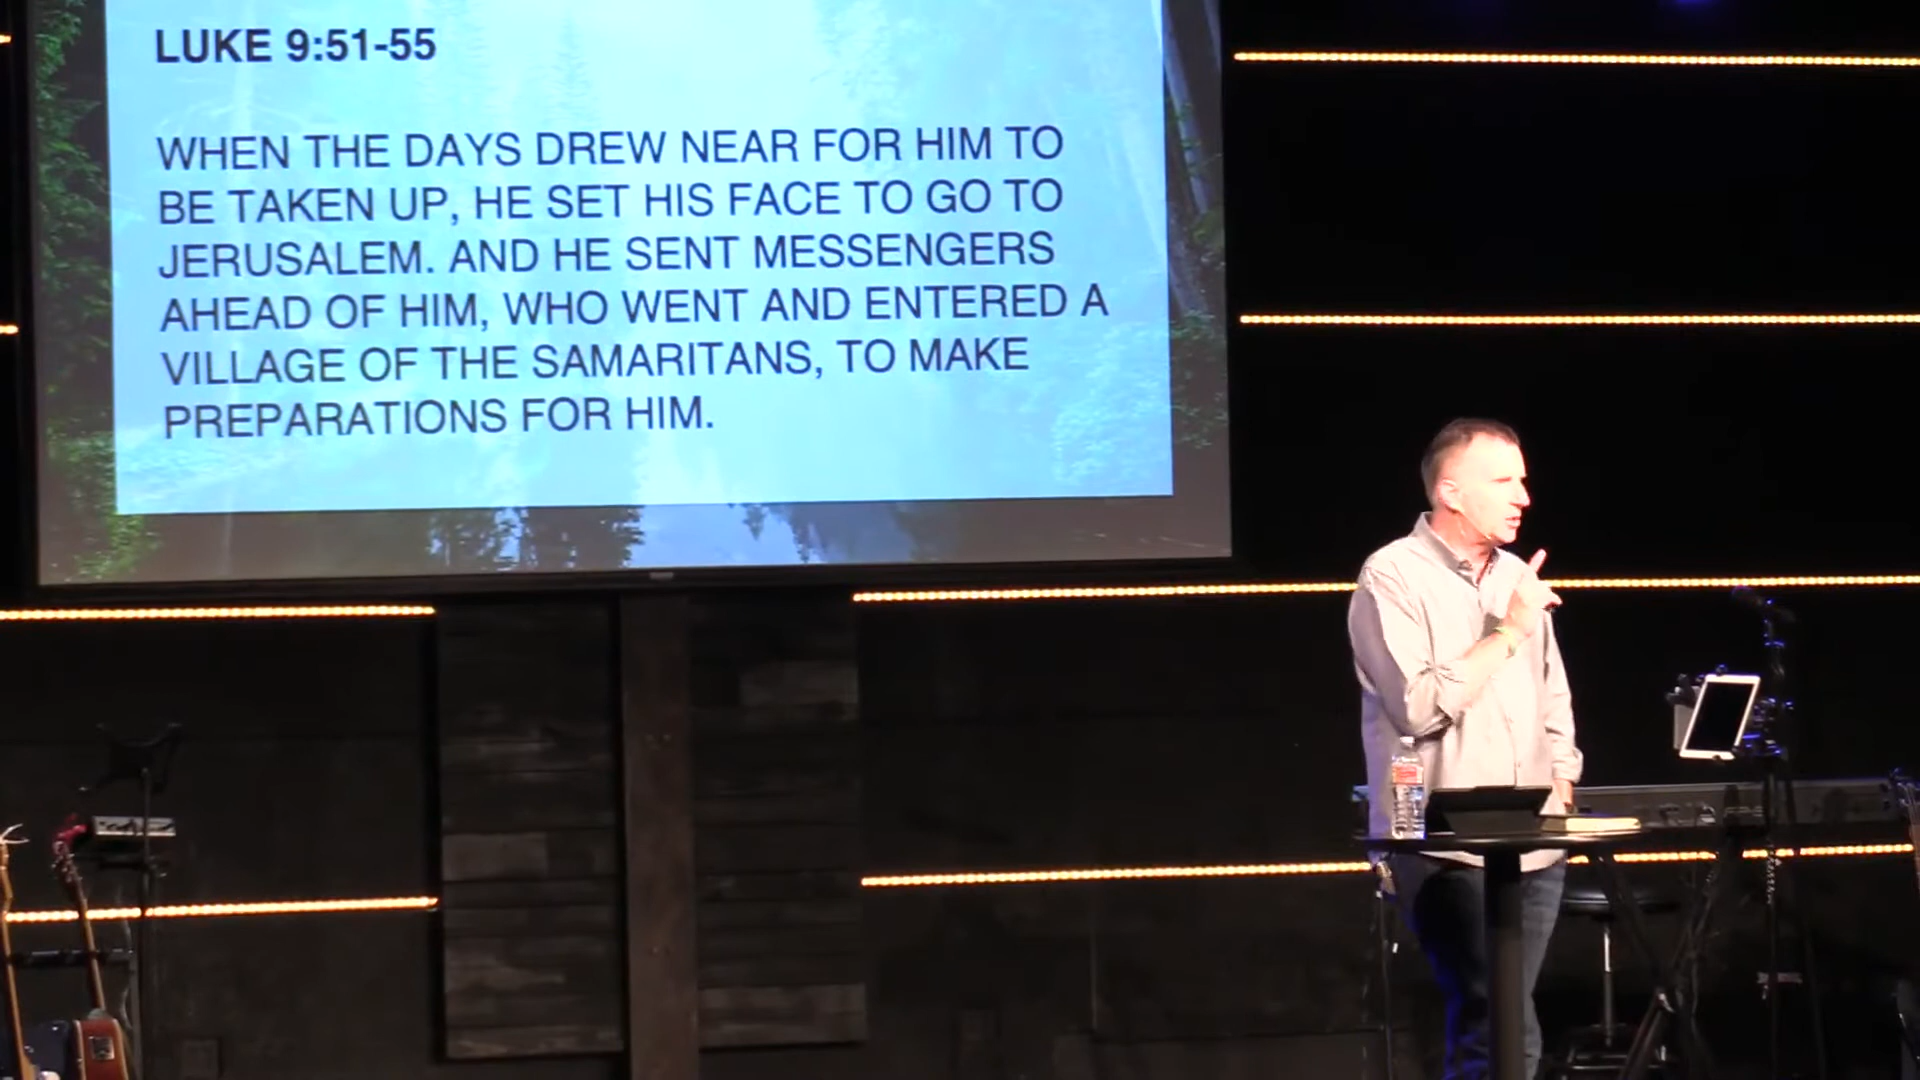 LUKE 9:51-55
WHEN THE DAYS DREW NEAR FOR HIM TO
BE TAKEN UP, HE SET HIS FACE TO GO TO
JERUSALEM. AND HE SENT MESSENGERS
AHEAD OF HIM, WHO WENT AND ENTERED A
VILLAGE OF THE SAMARITANS, TO MAKE
PREPARATIONS FOR HIM.